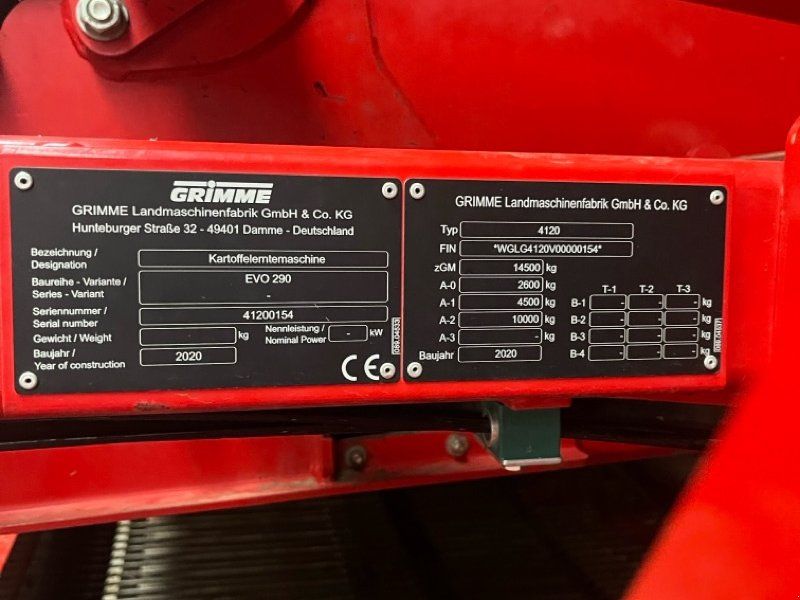 GRIMME
GRIMME Landmaschinenfabrik GmbH & Co. KG
Hunteburger Straße 32 - 49401 Damme - Deutschland
Bezeichnung / Designation
Kartoffelerntemaschine
Baureihe - Variante / Series - Variant
EVO 290
-
Seriennummer / Serial number
41200154
Gewicht / Weight
kg
Nennleistung / Nominal Power
- kW
Baujahr / Year of construction
2020
CE
089.04533
GRIMME Landmaschinenfabrik GmbH & Co. KG
Typ 4120
FIN *WGLG4120V00000154*
zGM 14500 kg
A-0 2600 kg
A-1 4500 kg
A-2 10000 kg
A-3 - kg
Baujahr 2020
T-1 T-2 T-3
B-1 - - - kg
B-2 - - - kg
B-3 - - - kg
B-4 - - - kg